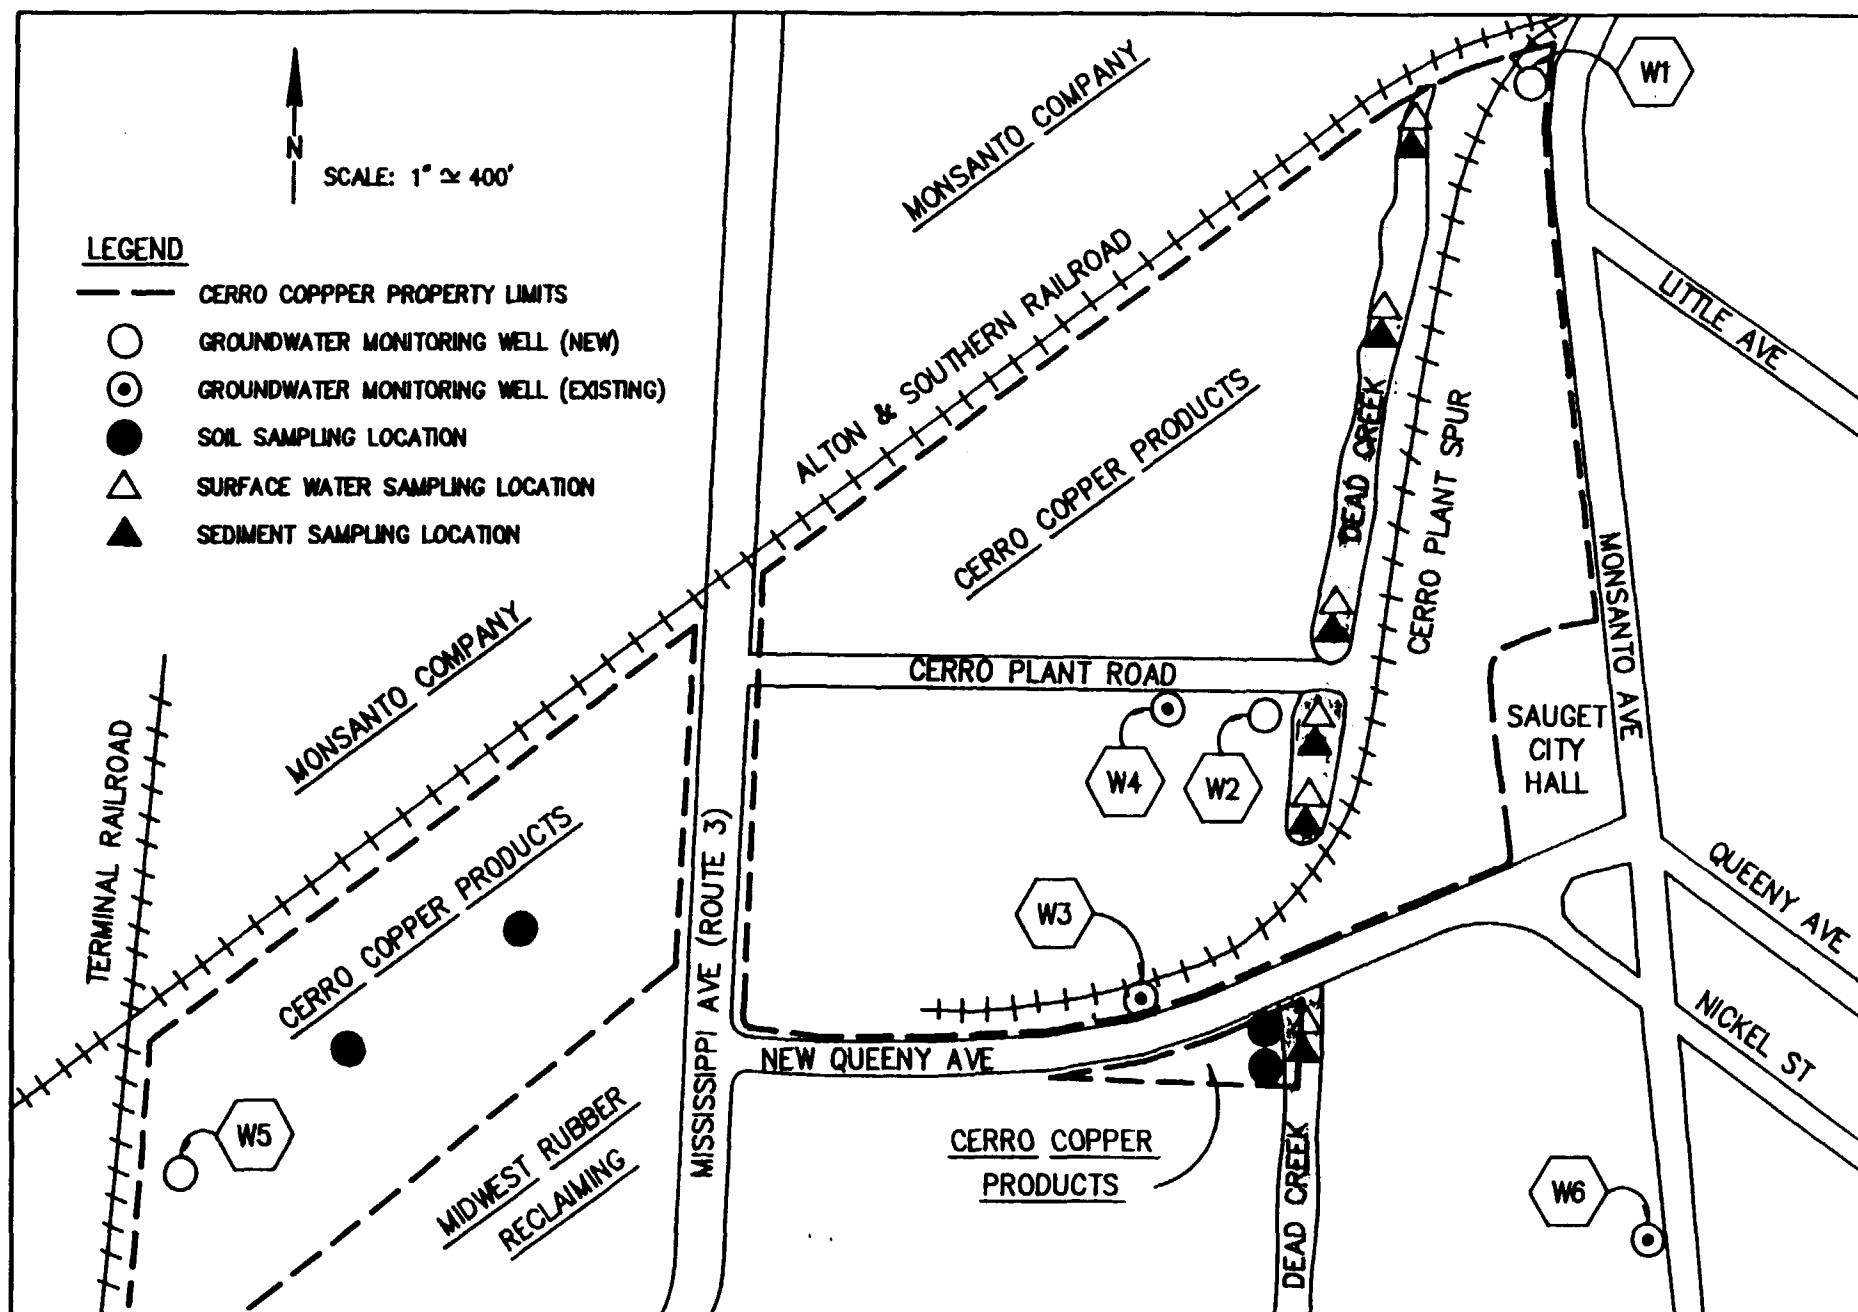 W1
MONSANTO COMPANY
N
SCALE: 1" ≃ 400'
LEGEND
CERRO COPPPER PROPERTY LIMITS
GROUNDWATER MONITORING WELL (NEW)
GROUNDWATER MONITORING WELL (EXISTING)
SOIL SAMPLING LOCATION
SURFACE WATER SAMPLING LOCATION
SEDIMENT SAMPLING LOCATION
ALTON & SOUTHERN RAILROAD
LITTLE AVE
CERRO COPPER PRODUCTS
DEAD CREEK
CERRO PLANT SPUR
MONSANTO AVE
MONSANTO COMPANY
CERRO PLANT ROAD
SAUGET
CITY
HALL
TERMINAL RAILROAD
W4
W2
CERRO COPPER PRODUCTS
MISSISSIPPI AVE (ROUTE 3)
W3
QUEENY AVE
NICKEL ST
NEW QUEENY AVE
W5
MIDWEST RUBBER
RECLAIMING
CERRO COPPER
PRODUCTS
DEAD CREEK
W6